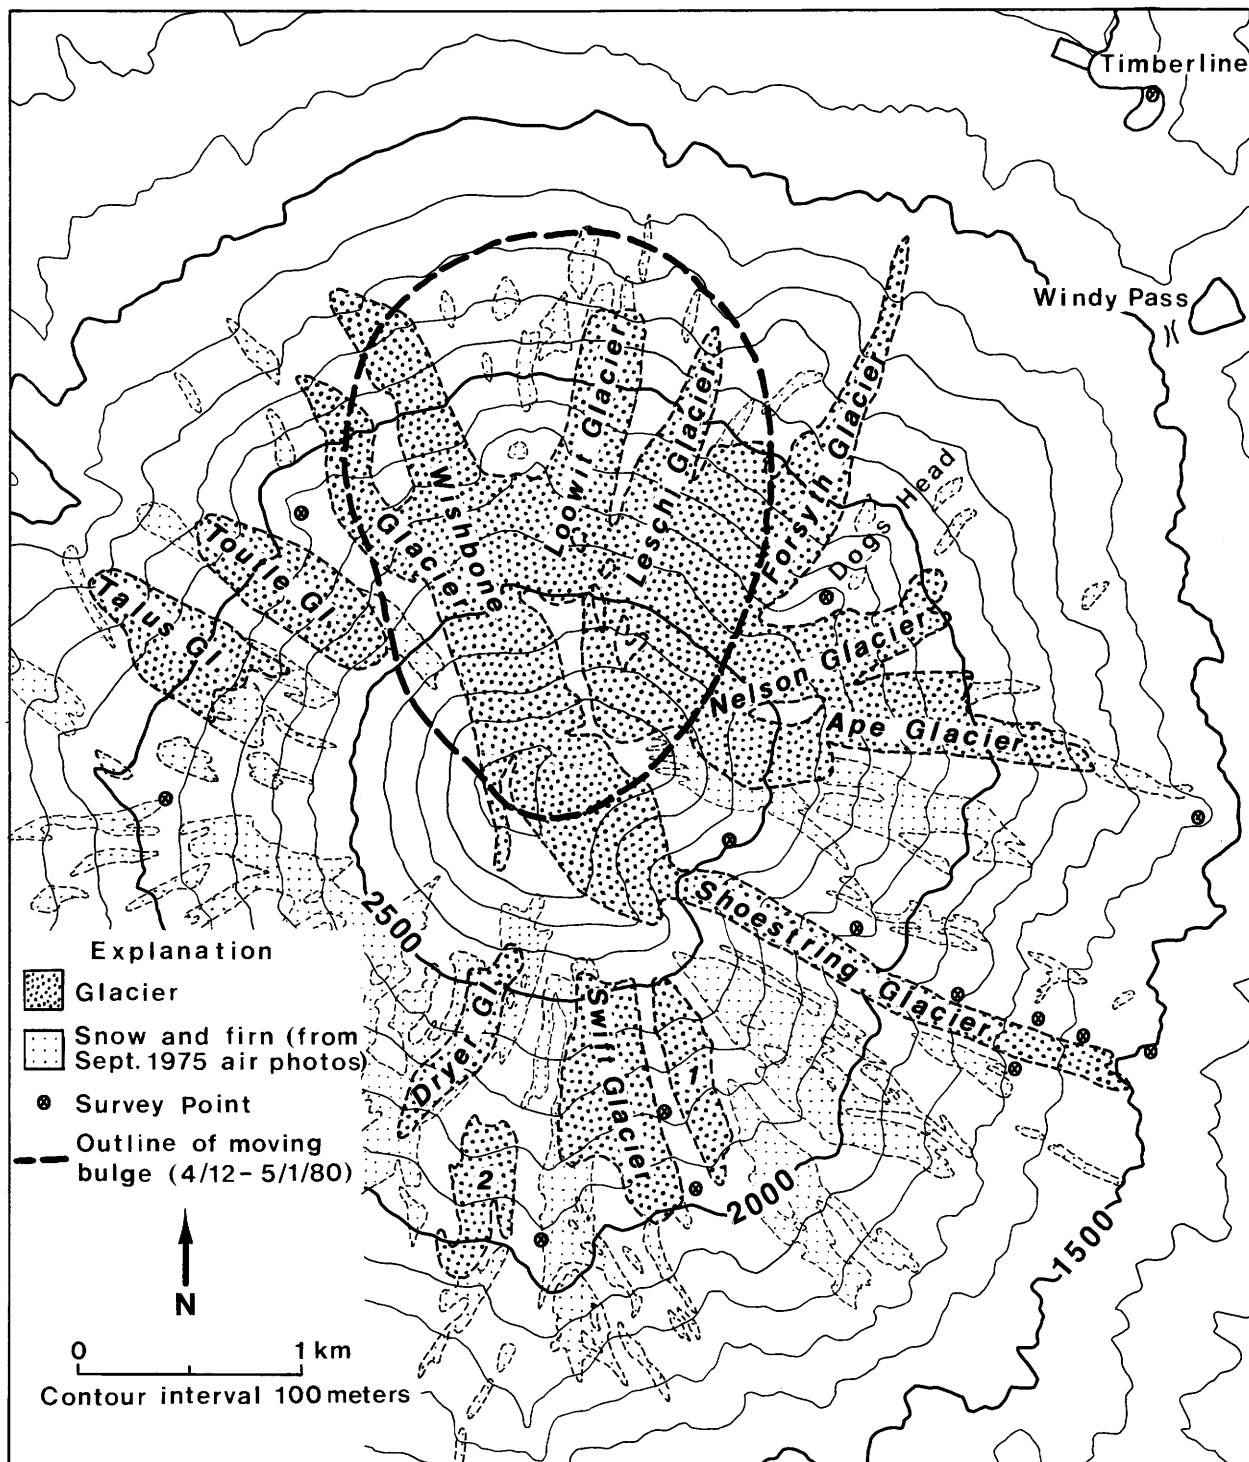 Timberline
Windy Pass
Loowit Glacier
Lesch Glacier
Forsyth Glacier
Dogs Head
Wishbone
Glacier
Toutle Gl
Talus Gl
Nelson Glacier
Ape Glacier
Shoestring Glacier
2500
Dryer Gl
Swift Glacier
1
2
2000
1500
Explanation
Glacier
Snow and firn (from
Sept. 1975 air photos)
Survey Point
Outline of moving
bulge (4/12-5/1/80)
N
0 1 km
Contour interval 100 meters